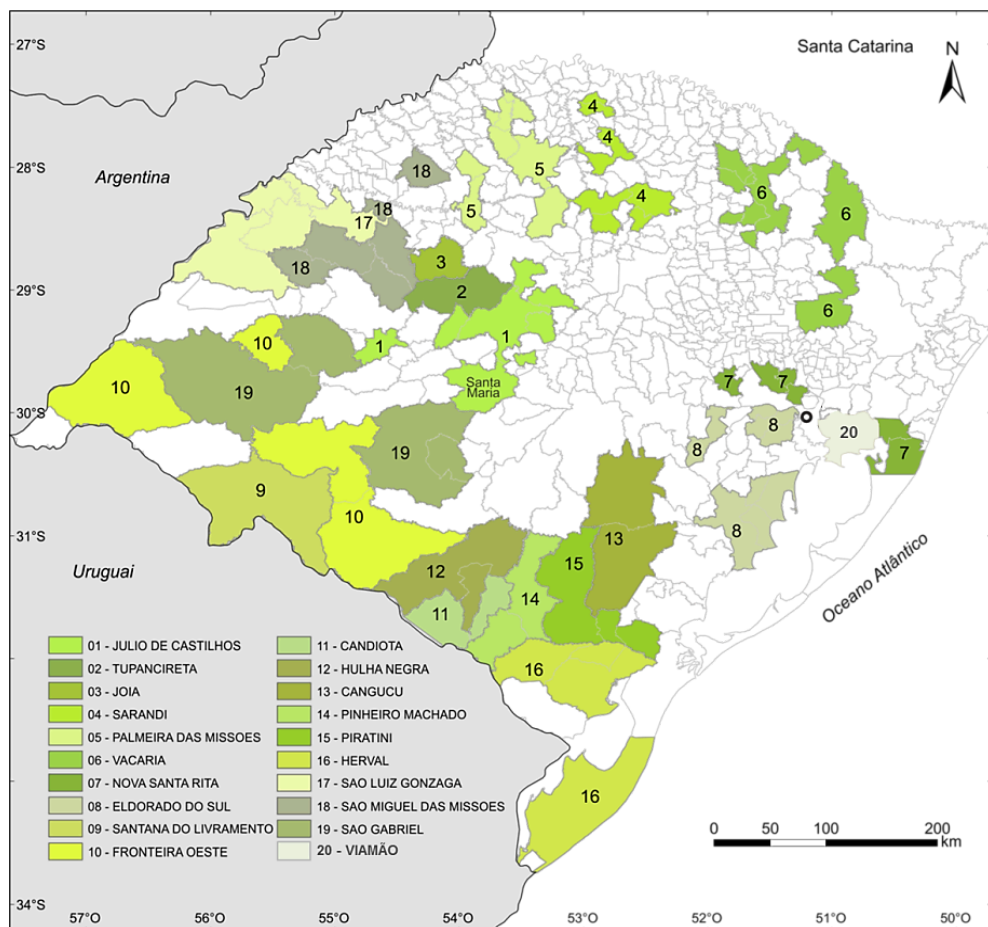 27°S
Santa Catarina
N
4
4
28°S
18
5
Argentina
4
6
18
5
6
17
3
18
29°S
2
6
10
1
1
10
7
7
Santa
Maria
19
30°S
8
20
19
8
7
9
10
8
31°S
13
15
12
Oceano Atlântico
Uruguai
14
11
16
16
01 - JULIO DE CASTILHOS
02 - TUPANCIRETA
03 - JOIA
04 - SARANDI
05 - PALMEIRA DAS MISSOES
06 - VACARIA
07 - NOVA SANTA RITA
08 - ELDORADO DO SUL
09 - SANTANA DO LIVRAMENTO
10 - FRONTEIRA OESTE
11 - CANDIOTA
12 - HULHA NEGRA
13 - CANGUCU
14 - PINHEIRO MACHADO
15 - PIRATINI
16 - HERVAL
17 - SAO LUIZ GONZAGA
18 - SAO MIGUEL DAS MISSOES
19 - SAO GABRIEL
20 - VIAMÃO
0 50 100 200
km
34°S
57°O 56°O 55°O 54°O 53°O 52°O 51°O 50°O